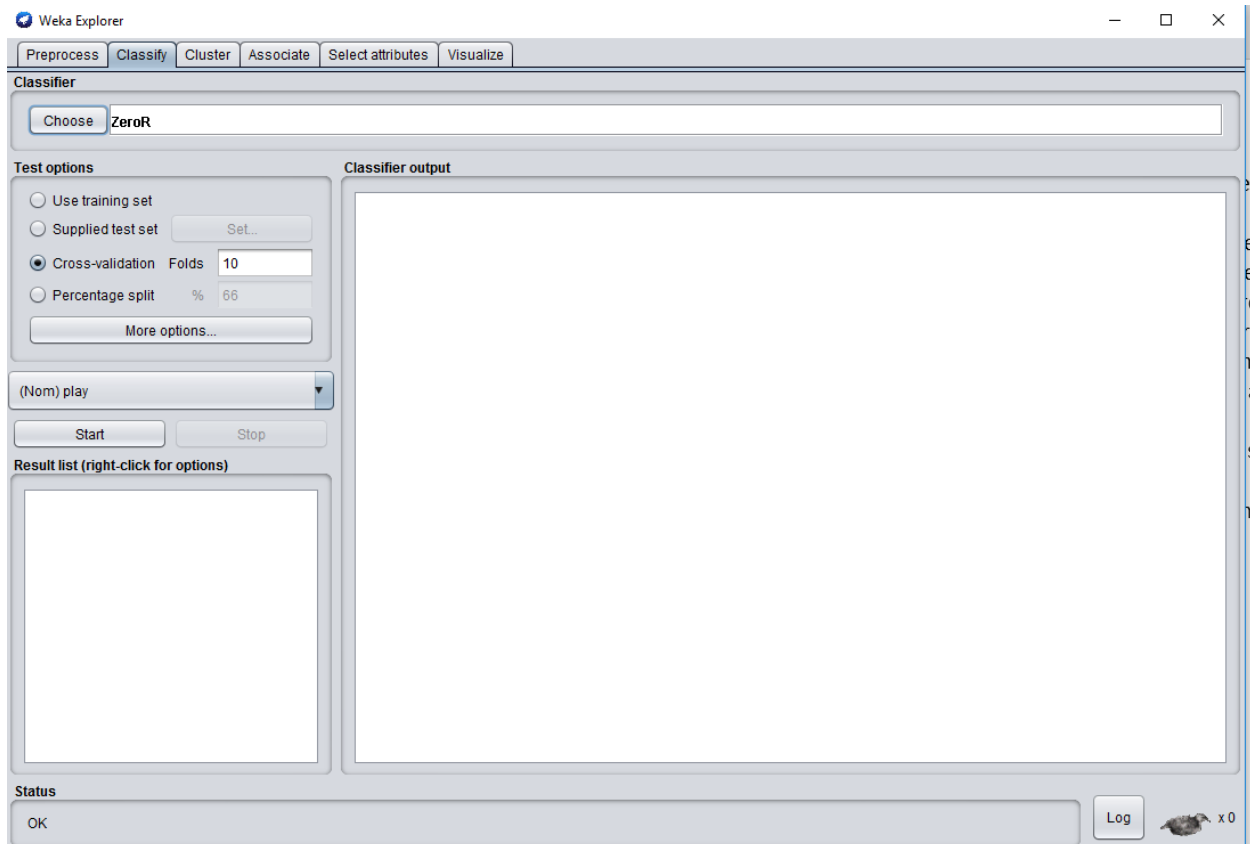 Weka Explorer
Preprocess Classify Cluster Associate Select attributes Visualize
Classifier
Choose ZeroR
Test options
Use training set
Supplied test set Set...
Cross-validation Folds 10
Percentage split % 66
More options...
(Nom) play
Start Stop
Result list (right-click for options)
Classifier output
Status
OK
Log x 0